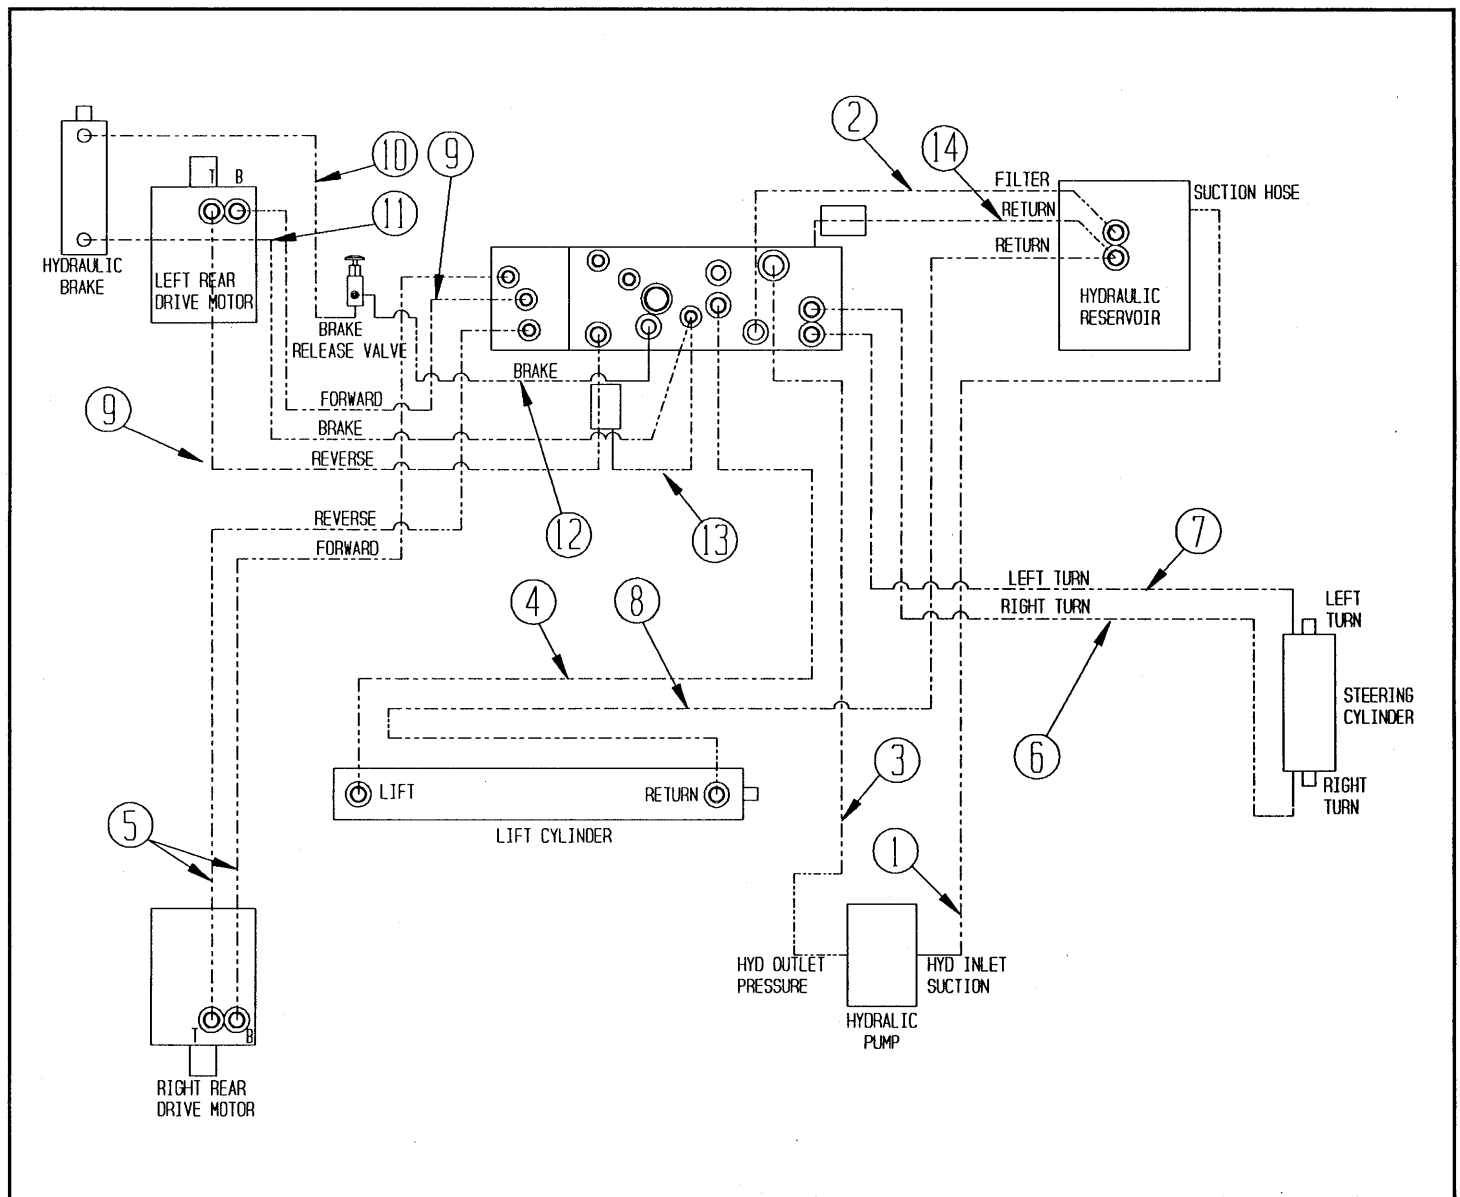 2
14
10
9
FILTER
SUCTION HOSE
T B
RETURN
11
RETURN
HYDRAULIC
BRAKE
LEFT REAR
DRIVE MOTOR
HYDRAULIC
RESERVOIR
BRAKE
RELEASE VALVE
BRAKE
FORWARD
9
BRAKE
REVERSE
REVERSE
12
13
7
FORWARD
LEFT TURN
4
8
RIGHT TURN
LEFT
TURN
STEERING
CYLINDER
6
3
LIFT
RETURN
RIGHT
TURN
5
LIFT CYLINDER
1
HYD OUTLET
PRESSURE
HYD INLET
SUCTION
HYDRALIC
PUMP
T B
RIGHT REAR
DRIVE MOTOR